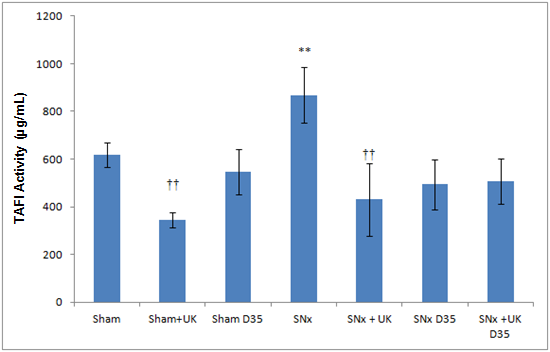 1200
1000
800
600
400
200
0
TAFI Activity (µg/mL)
**
††
††
Sham
Sham+UK
Sham D35
SNx
SNx + UK
SNx D35
SNx +UK
D35